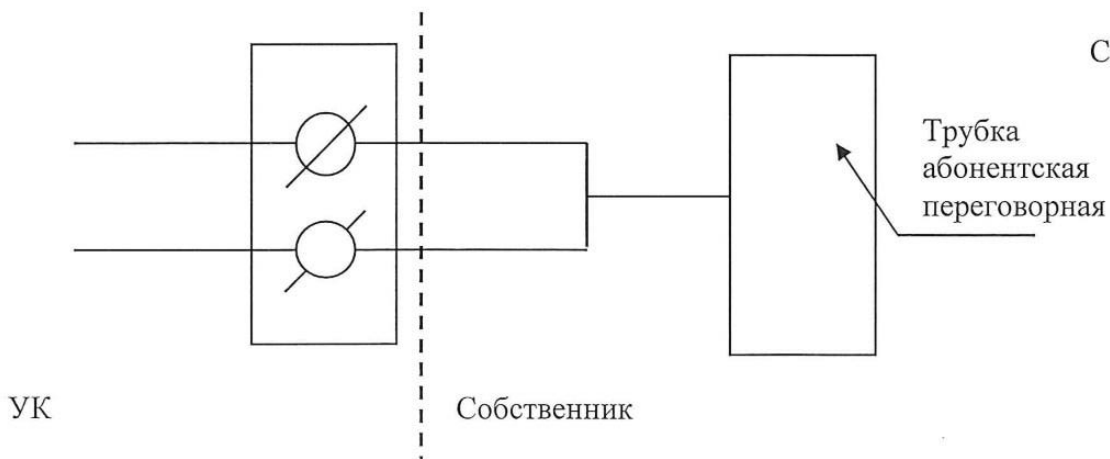 С
Трубка
абонентская
переговорная
УК
Собственник